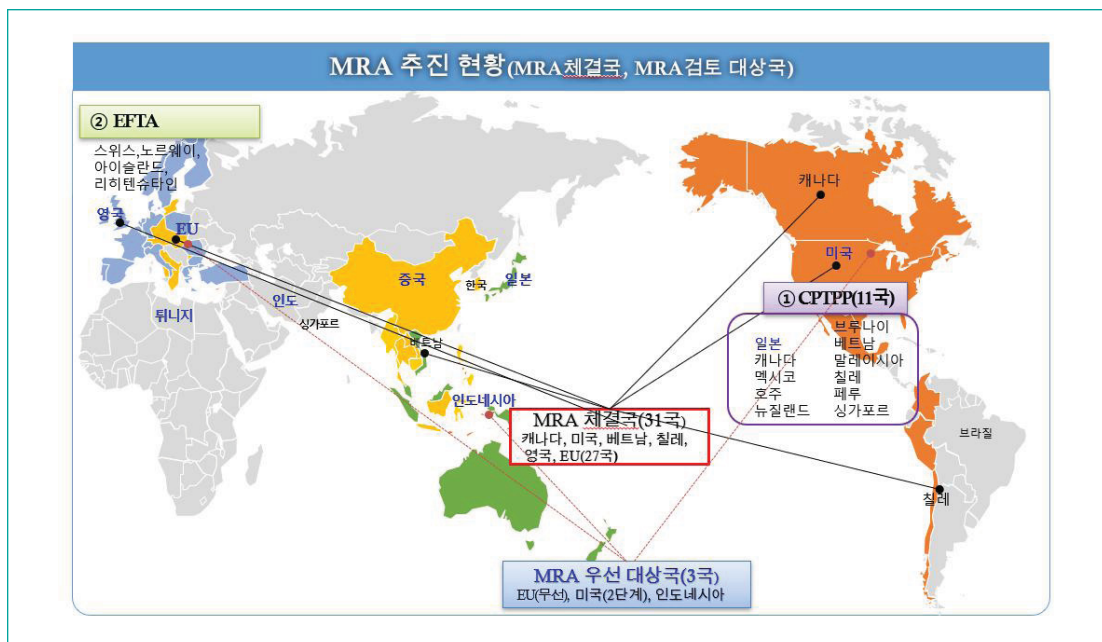 MRA 추진 현황(MRA체결국, MRA검토 대상국)
② EFTA
스위스,노르웨이,
아이슬란드,
리히텐슈타인
영국
EU
튀니지
인도
싱가포르
중국
한국
일본
베트남
인도네시아
캐나다
미국
① CPTPP(11국)
일본
캐나다
멕시코
호주
뉴질랜드
브루나이
베트남
말레이시아
칠레
페루
싱가포르
브라질
칠레
MRA 체결국(31국)
캐나다, 미국, 베트남, 칠레,
영국, EU(27국)
MRA 우선 대상국(3국)
EU(무선), 미국(2단계), 인도네시아